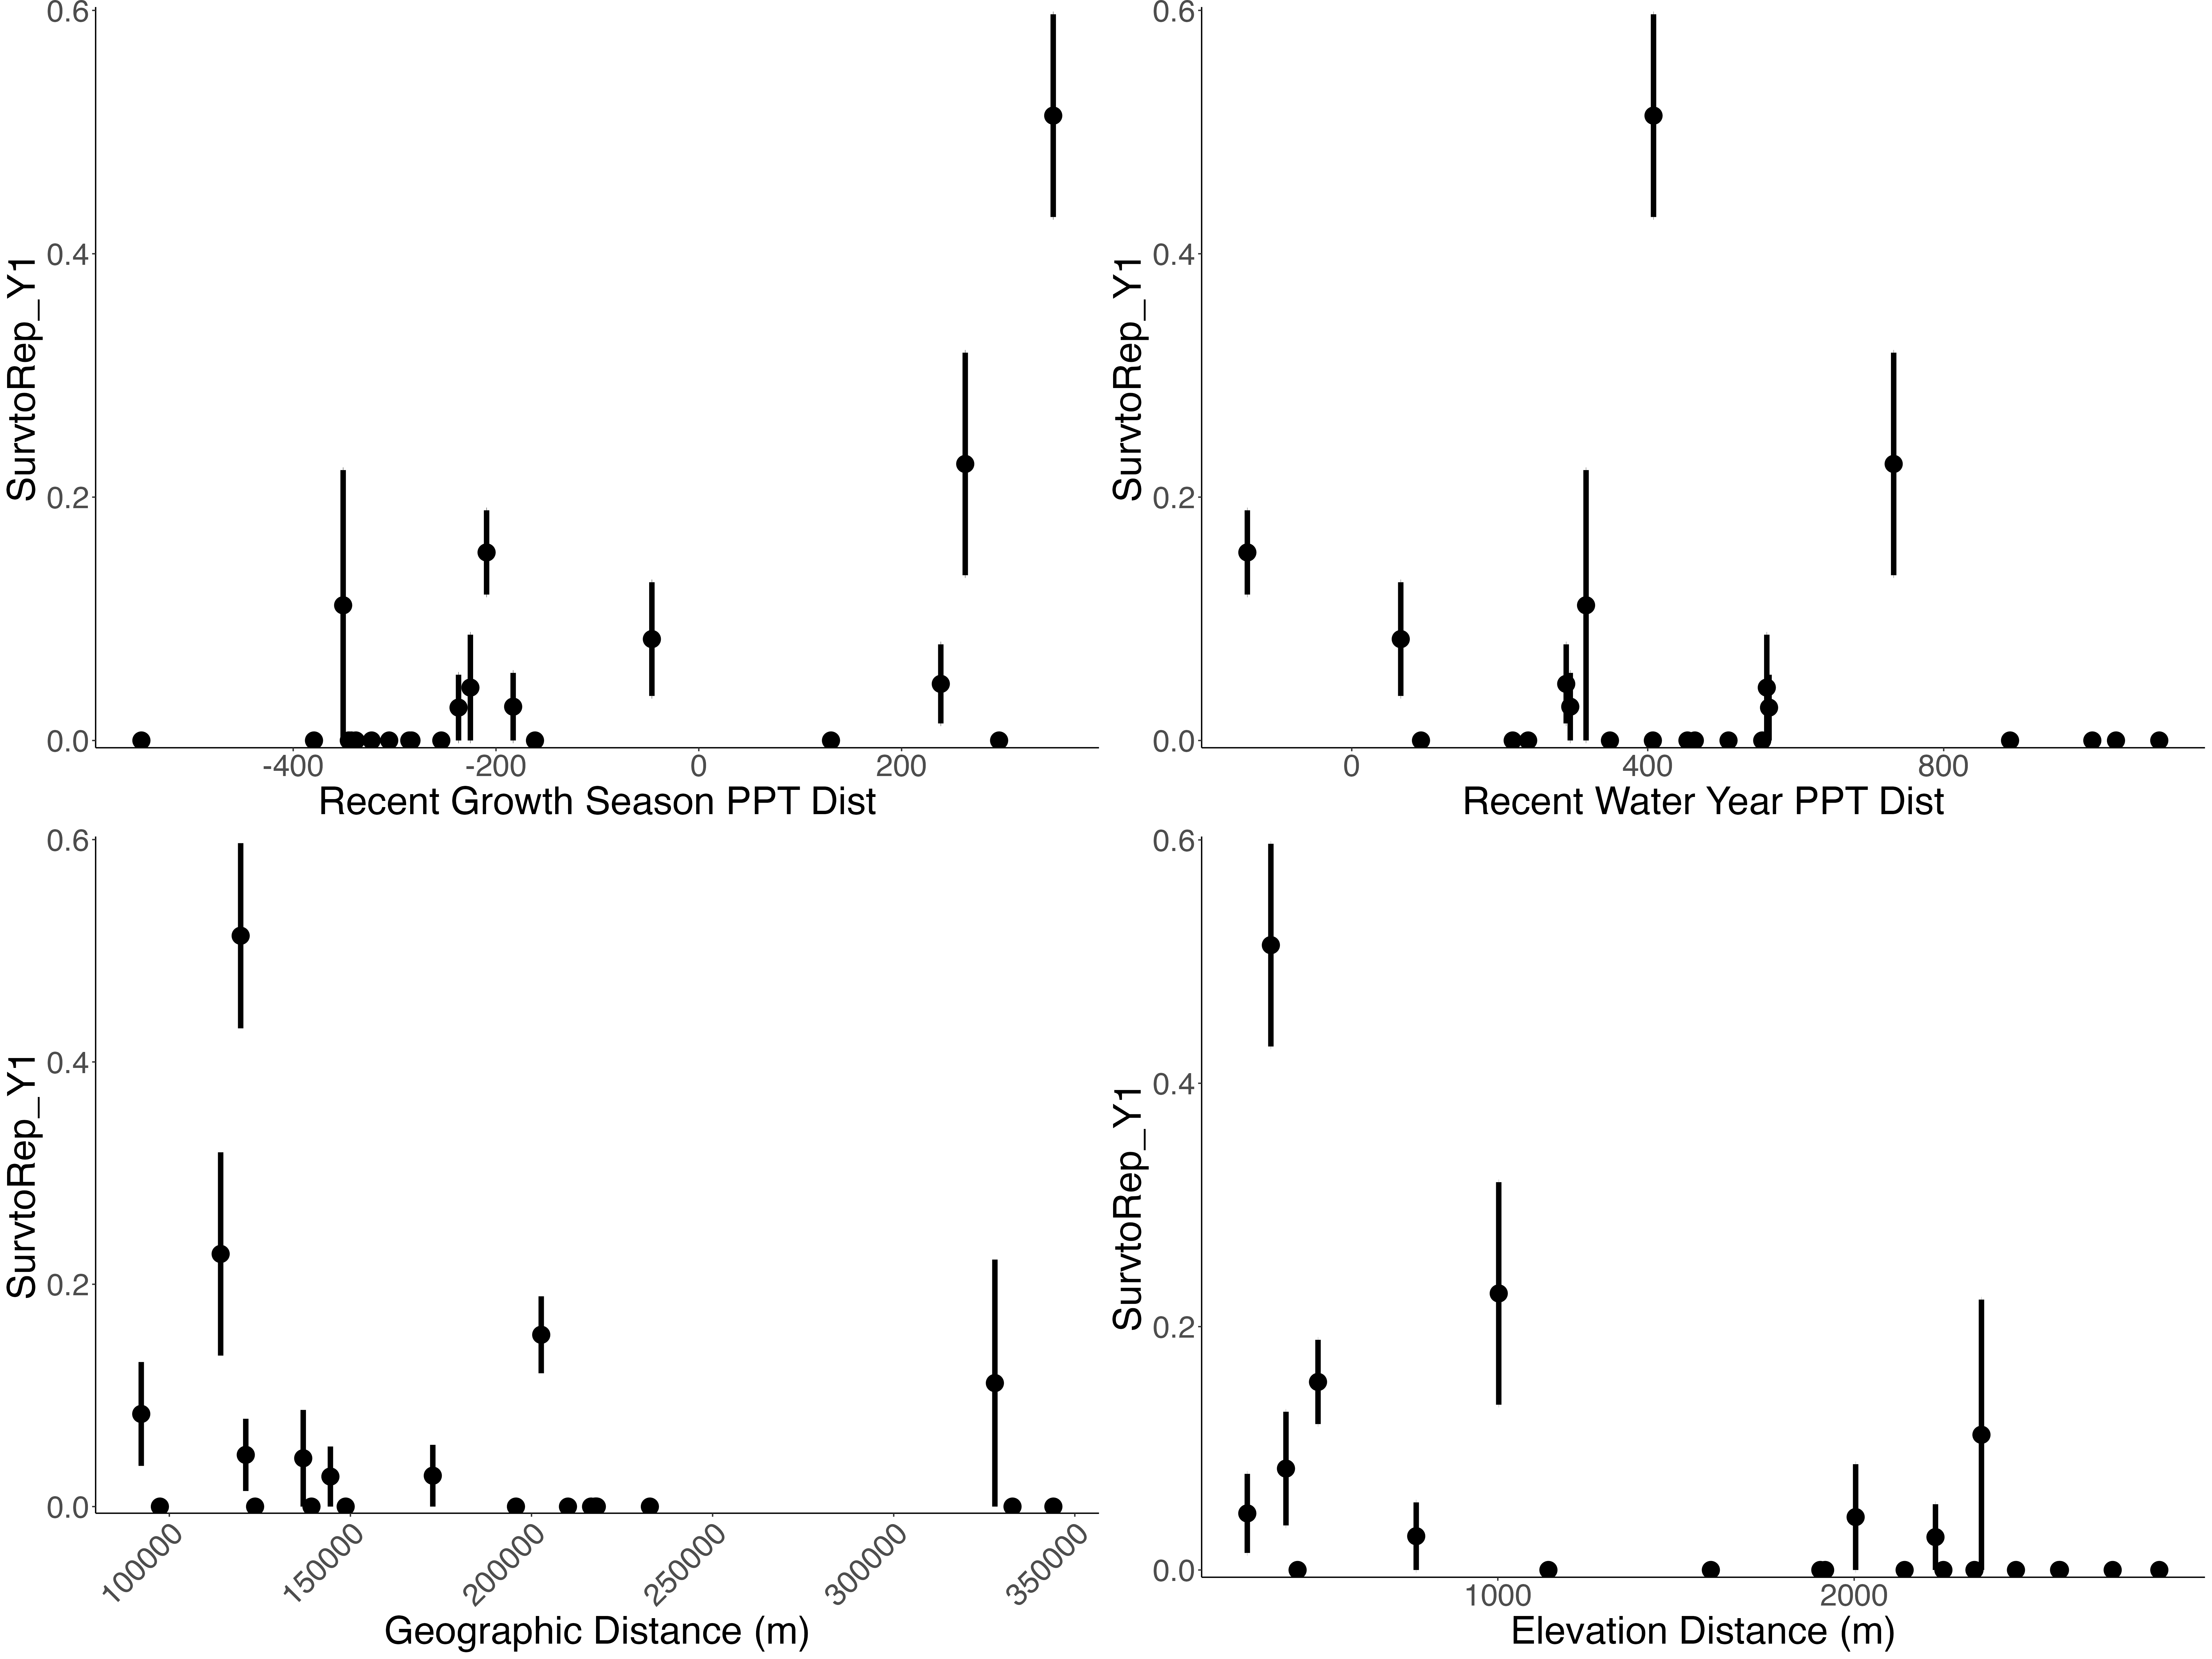 0.6
0.4
0.2
0.0
SurvtoRep_Y1
-400 -200 0 200
Recent Growth Season PPT Dist
0.6
0.4
0.2
0.0
SurvtoRep_Y1
0 400 800
Recent Water Year PPT Dist
0.6
0.4
0.2
0.0
SurvtoRep_Y1
100000 150000 200000 250000 300000 350000
Geographic Distance (m)
0.6
0.4
0.2
0.0
SurvtoRep_Y1
1000 2000
Elevation Distance (m)